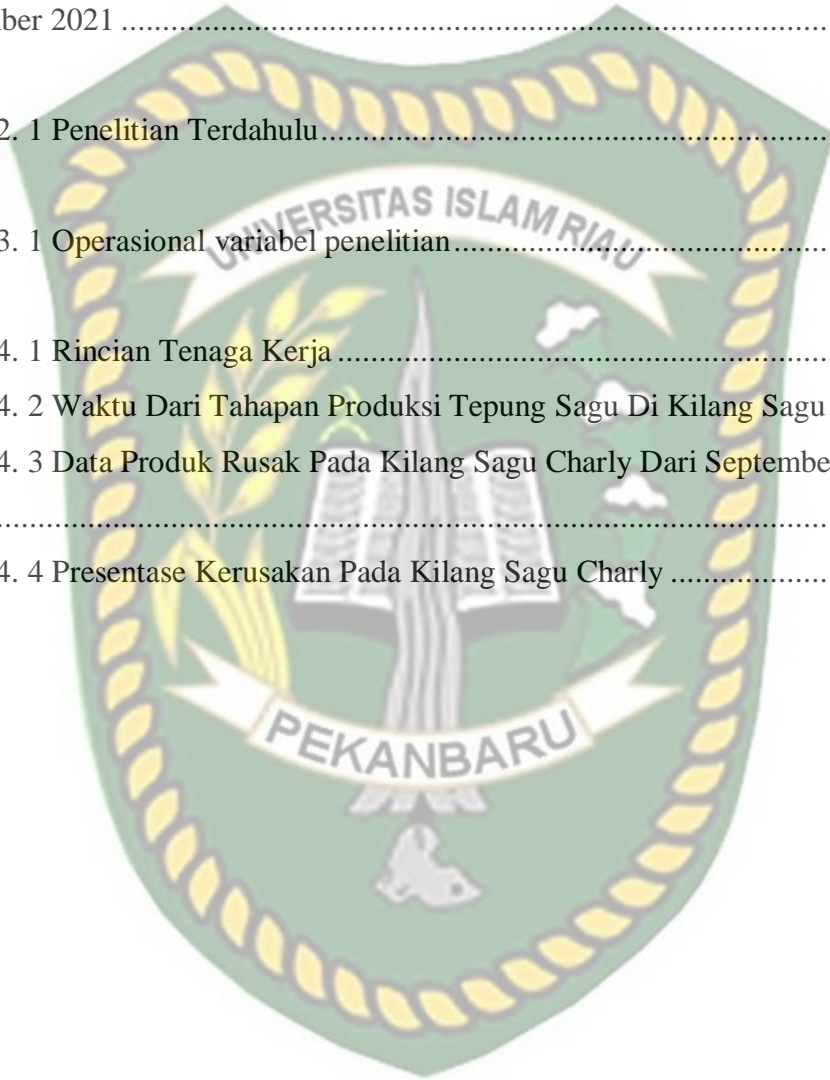 ber 2021 ........................................................................................
2. 1 Penelitian Terdahulu...............................................................
UNIVERSITAS ISLAM RIAU
3. 1 Operasional variabel penelitian..............................................
4. 1 Rincian Tenaga Kerja .............................................................
4. 2 Waktu Dari Tahapan Produksi Tepung Sagu Di Kilang Sagu
4. 3 Data Produk Rusak Pada Kilang Sagu Charly Dari Septembe
.....................................................................................................
4. 4 Presentase Kerusakan Pada Kilang Sagu Charly ....................
PEKANBARU